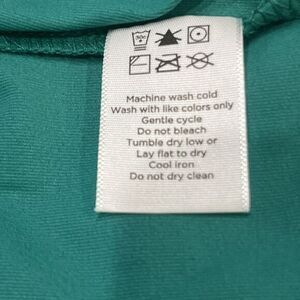 Machine wash cold
Wash with like colors only
Gentle cycle
Do not bleach
Tumble dry low or
Lay flat to dry
Cool iron
Do not dry clean